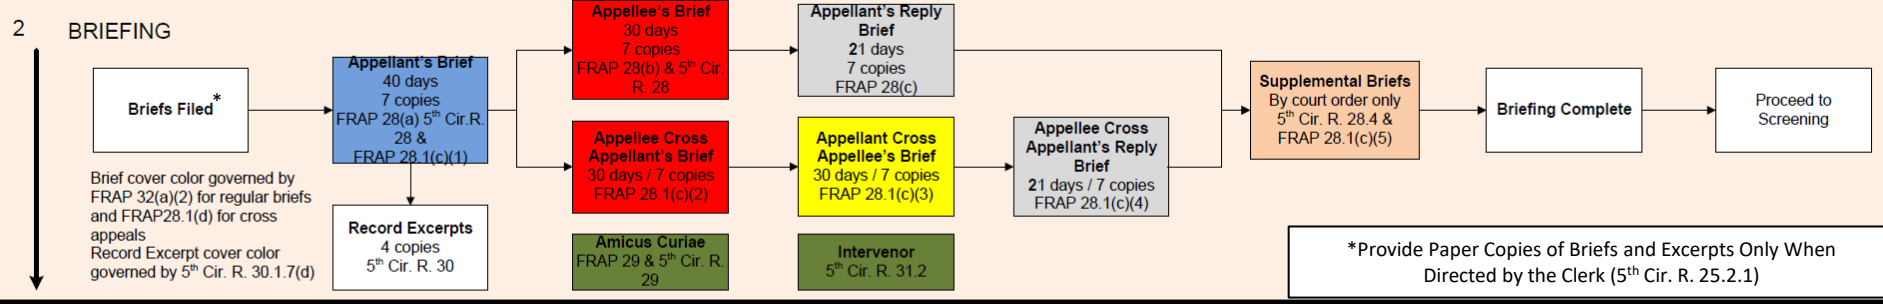 2
BRIEFING
Briefs Filed*
Brief cover color governed by
FRAP 32(a)(2) for regular briefs
and FRAP28.1(d) for cross
appeals
Record Excerpt cover color
governed by 5th Cir. R. 30.1.7(d)
Appellant's Brief
40 days
7 copies
FRAP 28(a) 5th Cir.R.
28 &
FRAP 28.1(c)(1)
Record Excerpts
4 copies
5th Cir. R. 30
Appellee's Brief
30 days
7 copies
FRAP 28(b) & 5th Cir.
R. 28
Appellant's Reply
Brief
21 days
7 copies
FRAP 28(c)
Appellee Cross
Appellant's Brief
30 days / 7 copies
FRAP 28.1(c)(2)
Appellant Cross
Appellee's Brief
30 days / 7 copies
FRAP 28.1(c)(3)
Appellee Cross
Appellant's Reply
Brief
21 days / 7 copies
FRAP 28.1(c)(4)
Amicus Curiae
FRAP 29 & 5th Cir. R.
29
Intervenor
5th Cir. R. 31.2
Supplemental Briefs
By court order only
5th Cir. R. 28.4 &
FRAP 28.1(c)(5)
Briefing Complete
Proceed to
Screening
*Provide Paper Copies of Briefs and Excerpts Only When
Directed by the Clerk (5th Cir. R. 25.2.1)